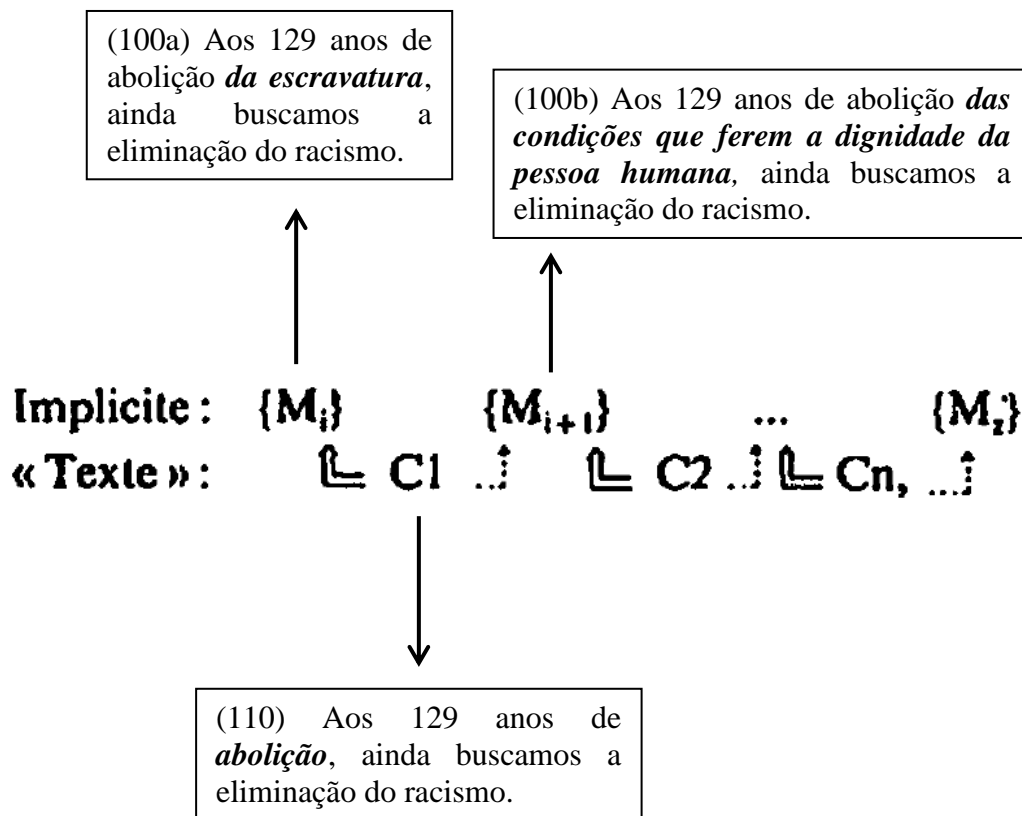 (100a) Aos 129 anos de
abolição da escravatura,
ainda buscamos a
eliminação do racismo.
(100b) Aos 129 anos de abolição das
condições que ferem a dignidade da
pessoa humana, ainda buscamos a
eliminação do racismo.
Implicite : {Mi} {Mi + 1} ... {Mz}
« Texte » : C1 ... C2 ... Cn, ...
(110) Aos 129 anos de
abolição, ainda buscamos a
eliminação do racismo.